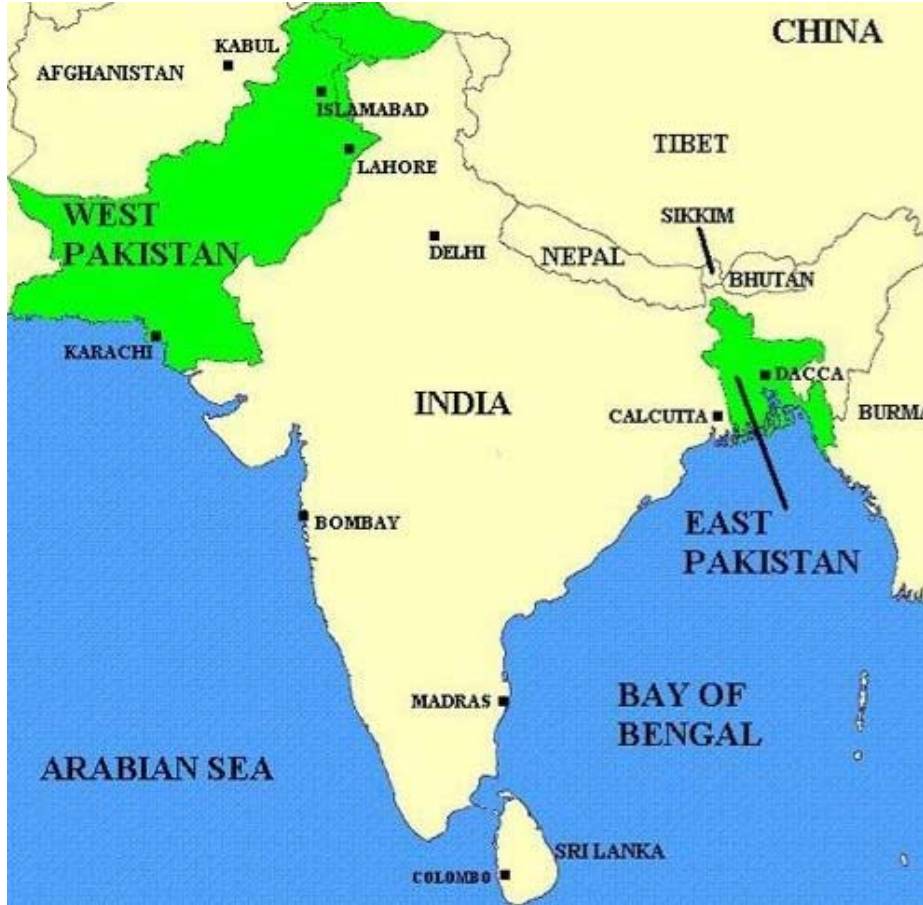 CHINA
KABUL
AFGHANISTAN
ISLAMABAD
LAHORE
TIBET
WEST
PAKISTAN
SIKKIM
DELHI
NEPAL
BHUTAN
KARACHI
DACCA
INDIA
CALCUTTA
BURMA
BOMBAY
EAST
PAKISTAN
MADRAS
BAY OF
BENGAL
ARABIAN SEA
SRI LANKA
COLOMBO